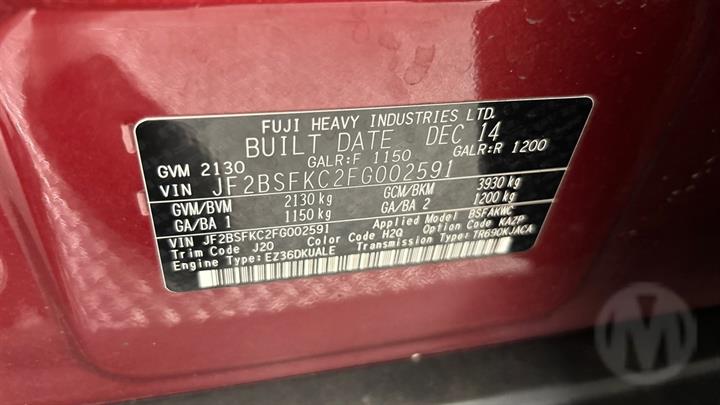 FUJI HEAVY INDUSTRIES LTD.
BUILT DATE DEC 14
GVM 2130 GALR:F 1150 GALR:R 1200
VIN JF2BSFKC2FG002591
GVM/BVM 2130 kg GCM/BKM 3930 kg
GA/BA 1 1150 kg GA/BA 2 1200 kg
Applied Model BSFAKWC
VIN JF2BSFKC2FG002591
Trim Code J20 Color Code H2Q Option Code KAZP
Engine Type:EZ36DKUALE Transmission Type:TR690KJACA
M